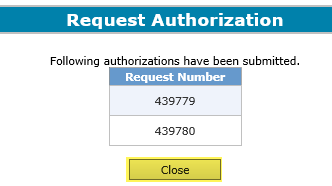 Request Authorization
Following authorizations have been submitted.
Request Number
439779
439780
Close